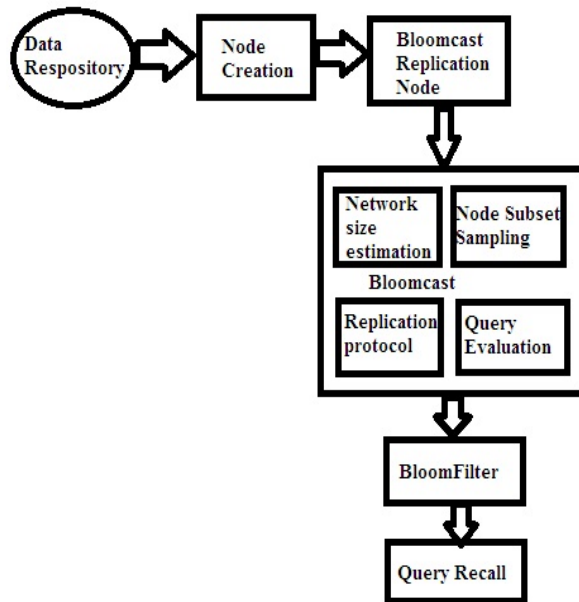 Data
Respository
Node
Creation
Bloomcast
Replication
Node
Network
size
estimation
Node Subset
Sampling
Bloomcast
Replication
protocol
Query
Evaluation
BloomFilter
Query Recall